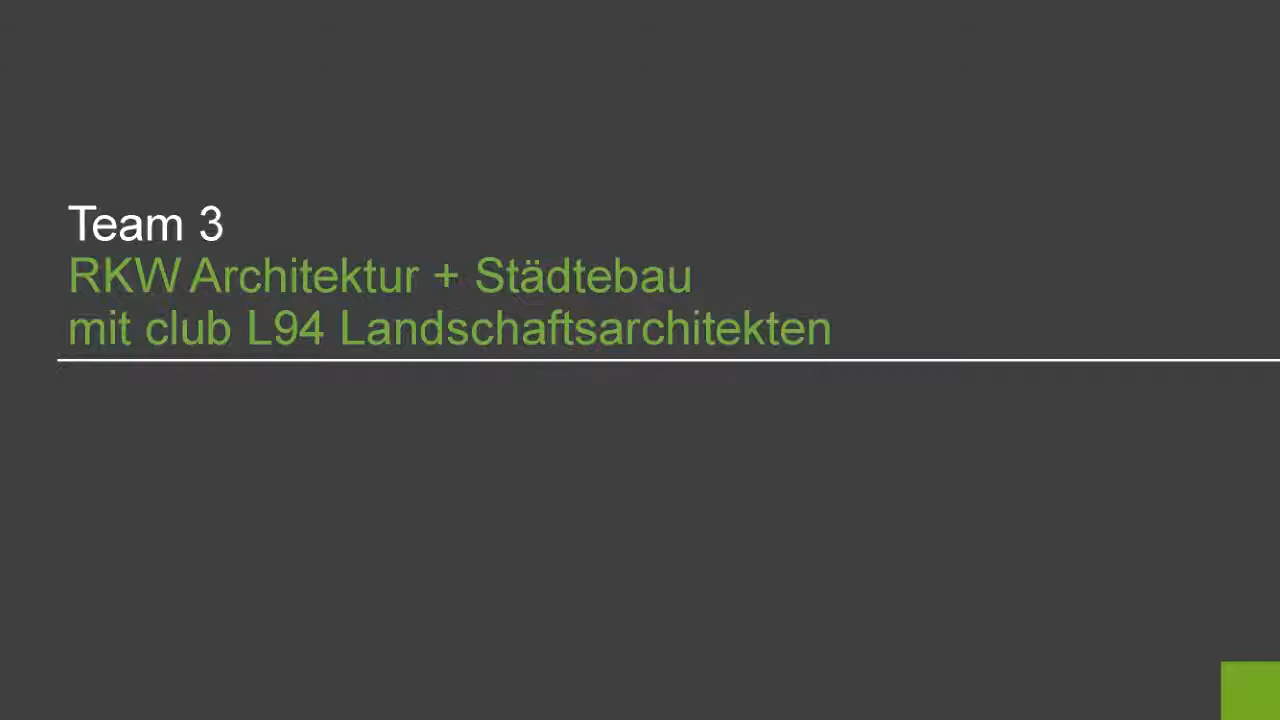 Team 3
RKW Architektur + Städtebau
mit club L94 Landschaftsarchitekten